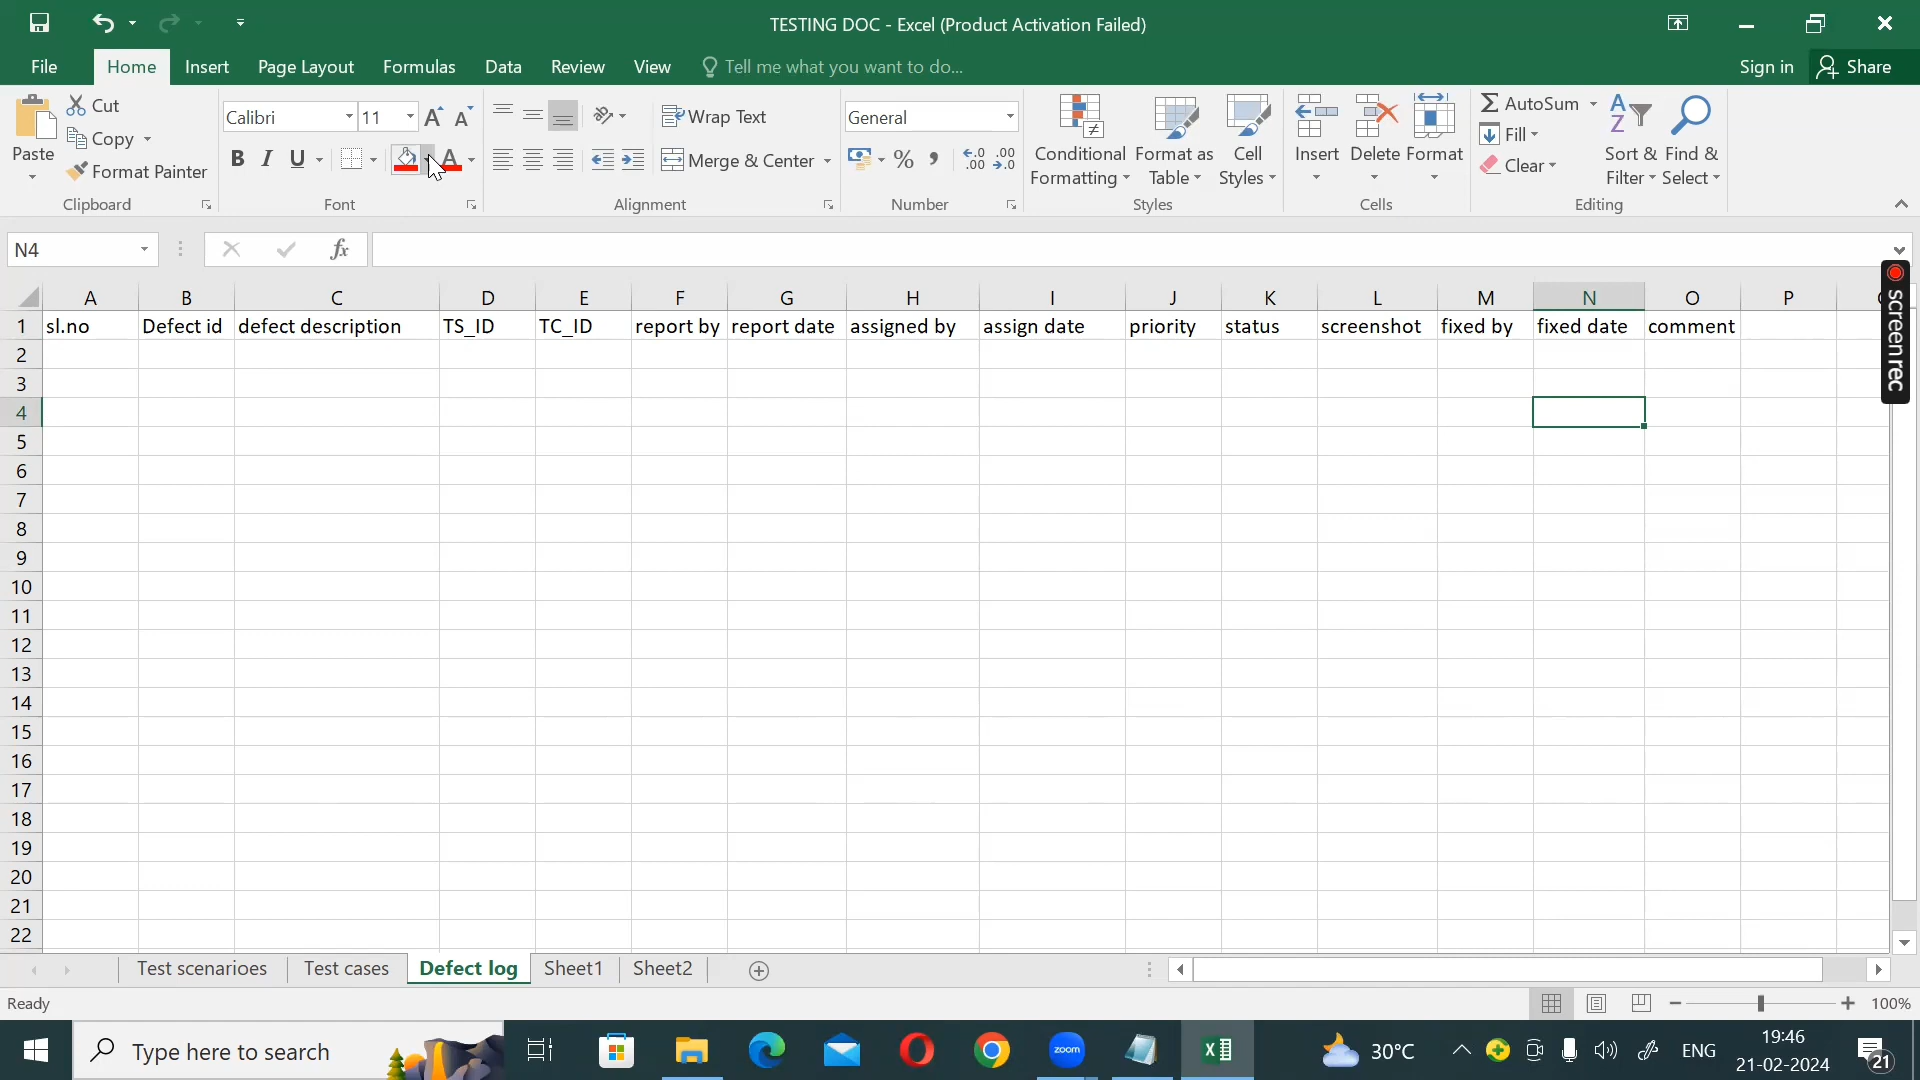 TESTING DOC - Excel (Product Activation Failed)
File Home Insert Page Layout Formulas Data Review View Tell me what you want to do... Sign in Share
Paste Cut Copy Format Painter Clipboard
Calibri 11 B I U A Font
Wrap Text Merge & Center Alignment
General % Number
Conditional Formatting Format as Table Cell Styles Styles
Insert Delete Format Cells
AutoSum Fill Clear Sort & Filter Find & Select Editing
N4 fx
screenrec
A B C D E F G H I J K L M N O P
1 sl.no Defect id defect description TS_ID TC_ID report by report date assigned by assign date priority status screenshot fixed by fixed date comment
2
3
4
5
6
7
8
9
10
11
12
13
14
15
16
17
18
19
20
21
22
Test scenarioes Test cases Defect log Sheet1 Sheet2
Ready 100%
Type here to search zoom 30°C ENG 19:46
21-02-2024 21